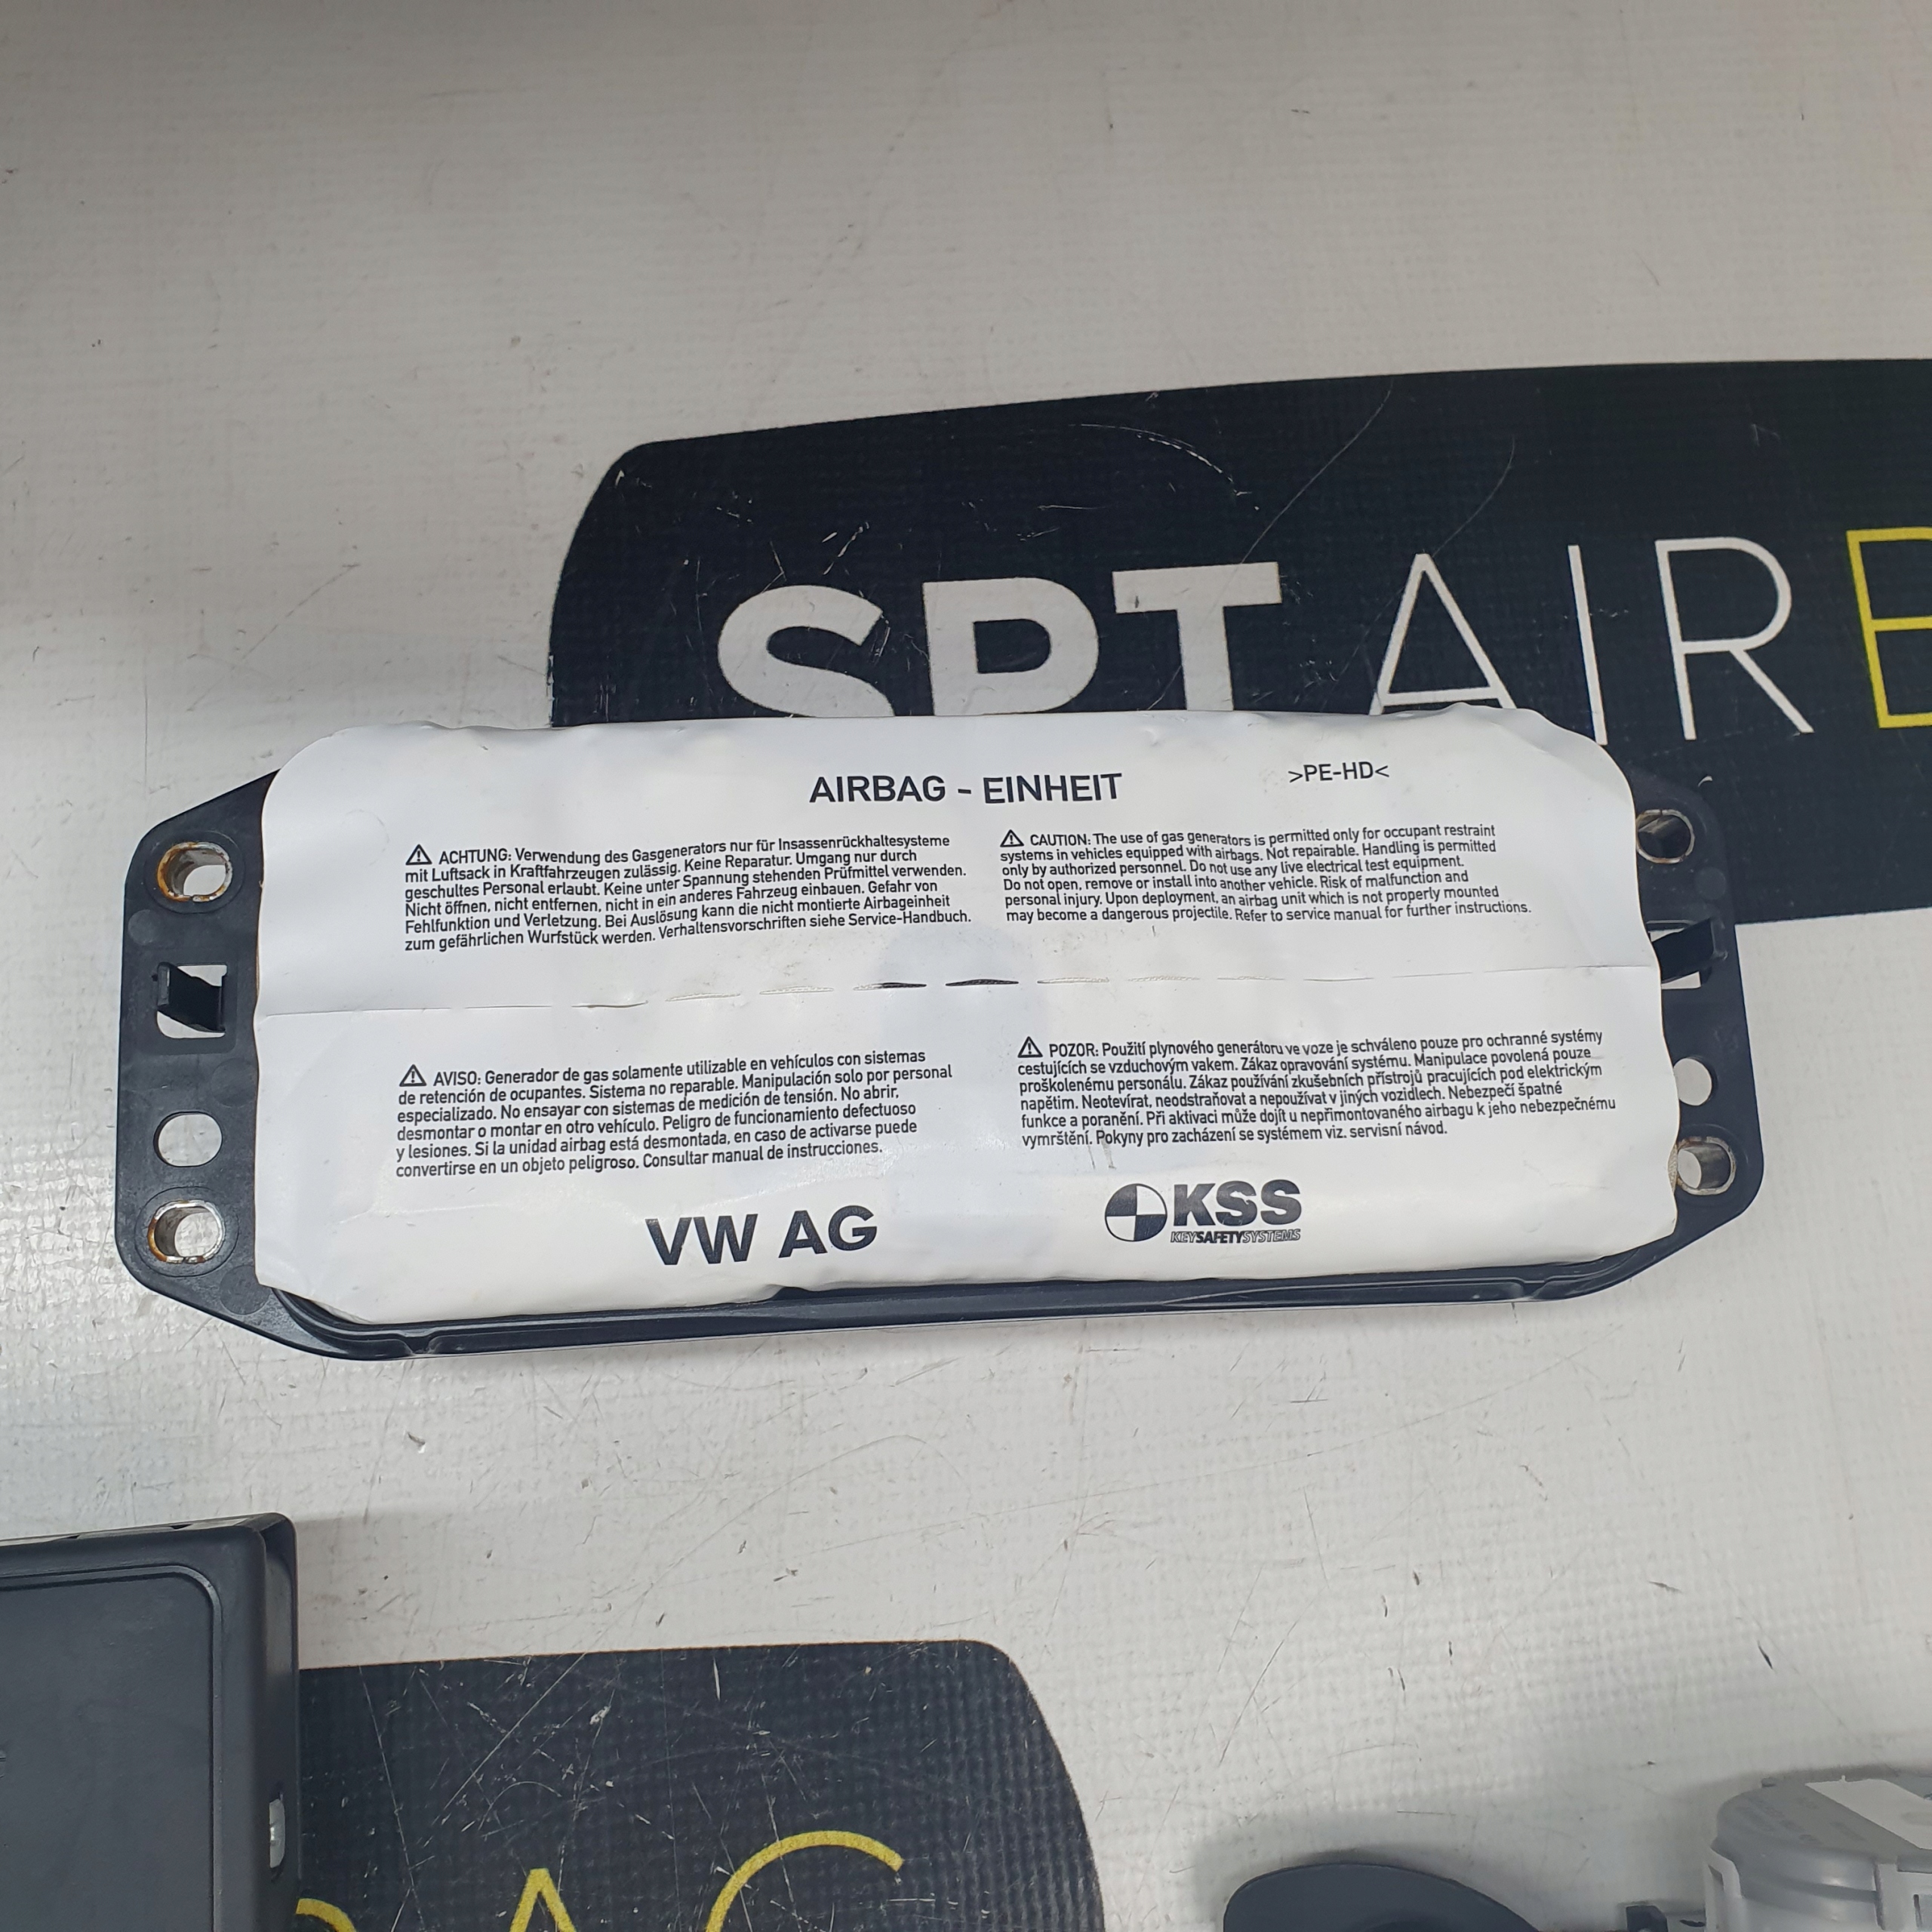 SPT AIRB
AIRBAG - EINHEIT
>PE-HD<
ACHTUNG: Verwendung des Gasgenerators nur für Insassenrückhaltesysteme
mit Luftsack in Kraftfahrzeugen zulässig. Keine Reparatur. Umgang nur durch
geschultes Personal erlaubt. Keine unter Spannung stehenden Prüfmittel verwenden.
Nicht öffnen, nicht entfernen, nicht in ein anderes Fahrzeug einbauen. Gefahr von
Fehlfunktion und Verletzung. Bei Auslösung kann die nicht montierte Airbageinheit
zum gefährlichen Wurfstück werden. Verhaltensvorschriften siehe Service-Handbuch.
CAUTION: The use of gas generators is permitted only for occupant restraint
systems in vehicles equipped with airbags. Not repairable. Handling is permitted
only by authorized personnel. Do not use any live electrical test equipment.
Do not open, remove or install into another vehicle. Risk of malfunction and
personal injury. Upon deployment, an airbag unit which is not properly mounted
may become a dangerous projectile. Refer to service manual for further instructions.
AVISO: Generador de gas solamente utilizable en vehículos con sistemas
de retención de ocupantes. Sistema no reparable. Manipulación solo por personal
especializado. No ensayar con sistemas de medición de tensión. No abrir,
desmontar o montar en otro vehículo. Peligro de funcionamiento defectuoso
y lesiones. Si la unidad airbag está desmontada, en caso de activarse puede
convertirse en un objeto peligroso. Consultar manual de instrucciones.
POZOR: Použití plynového generátoru ve voze je schváleno pouze pro ochranné systémy
cestujících se vzduchovým vakem. Zákaz opravování systému. Manipulace povolená pouze
proškolenému personálu. Zákaz používání zkušebních přístrojů pracujících pod elektrickým
napětim. Neotevírat, neodstraňovat a nepoužívat v jiných vozidlech. Nebezpečí špatné
funkce a poranění. Při aktivaci může dojít u nepřimontovaného airbagu k jeho nebezpečnému
vymrštění. Pokyny pro zacházení se systémem viz. servisní návod.
VW AG
KSS
KEYSAFETYSYSTEMS
AG